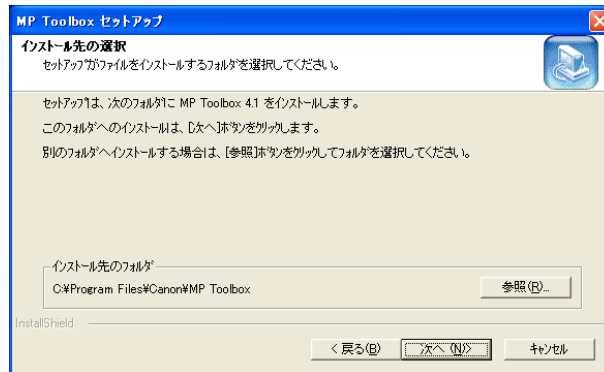 MP Toolbox セットアップ
インストール先の選択
セットアップがファイルをインストールするフォルダを選択してください。
セットアップは、次のフォルダに MP Toolbox 4.1 をインストールします。
このフォルダへのインストールは、[次へ]ボタンをクリックします。
別のフォルダへインストールする場合は、[参照]ボタンをクリックしてフォルダを選択してください。
インストール先のフォルダ
C:¥Program Files¥Canon¥MP Toolbox
参照(R)...
InstallShield
< 戻る(B)
次へ (N)>
キャンセル